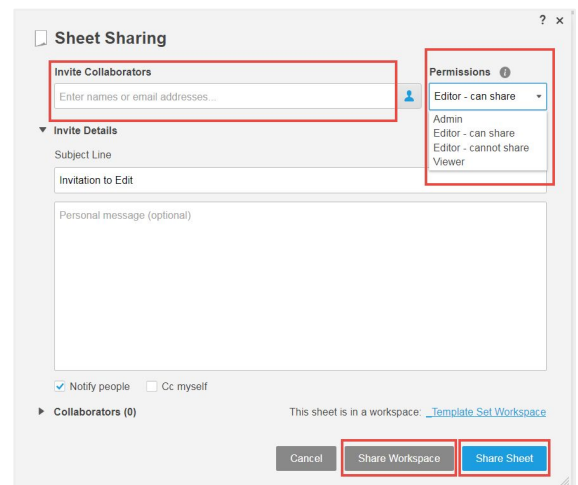 ? ×
Sheet Sharing
Invite Collaborators
Permissions i
Enter names or email addresses...
Editor - can share
Admin
Editor - can share
Editor - cannot share
Viewer
Invite Details
Subject Line
Invitation to Edit
Personal message (optional)
Notify people Cc myself
Collaborators (0) This sheet is in a workspace: _Template Set Workspace
Cancel Share Workspace Share Sheet